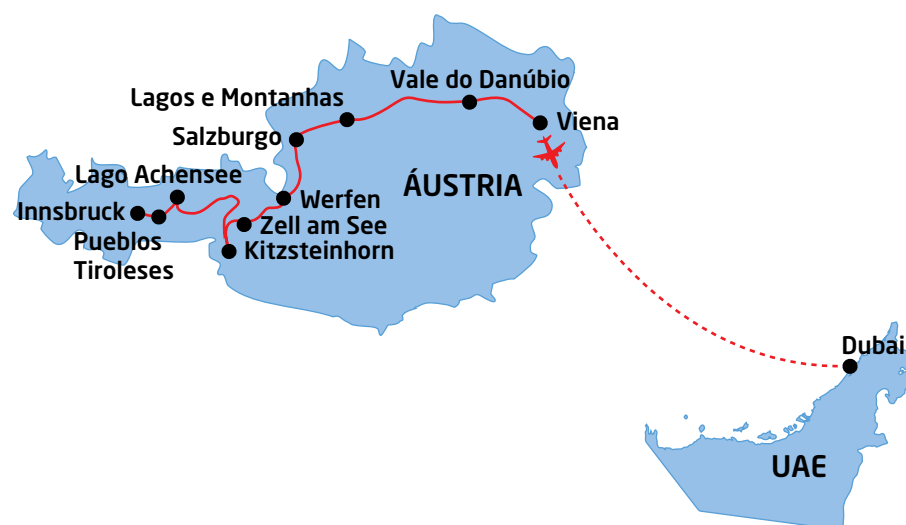 Vale do Danúbio
Lagos e Montanhas
Viena
Salzburgo
Lago Achensee
ÁUSTRIA
Werfen
Innsbruck
Zell am See
Pueblos
Tiroleses
Kitzsteinhorn
Dubai
UAE